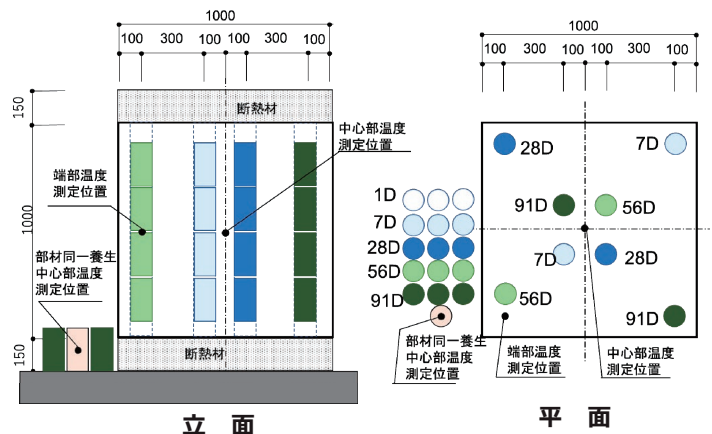 1000
100
300
100
100
300
100
150
断熱材
中心部温度
測定位置
端部温度
測定位置
1000
部材同一養生
中心部温度
測定位置
150
断熱材
立 面
1000
100
300
100
100
300
100
28D
7D
1D
7D
28D
56D
91D
91D
56D
7D
28D
56D
91D
部材同一養生
中心部温度
測定位置
端部温度
測定位置
中心部温度
測定位置
平 面